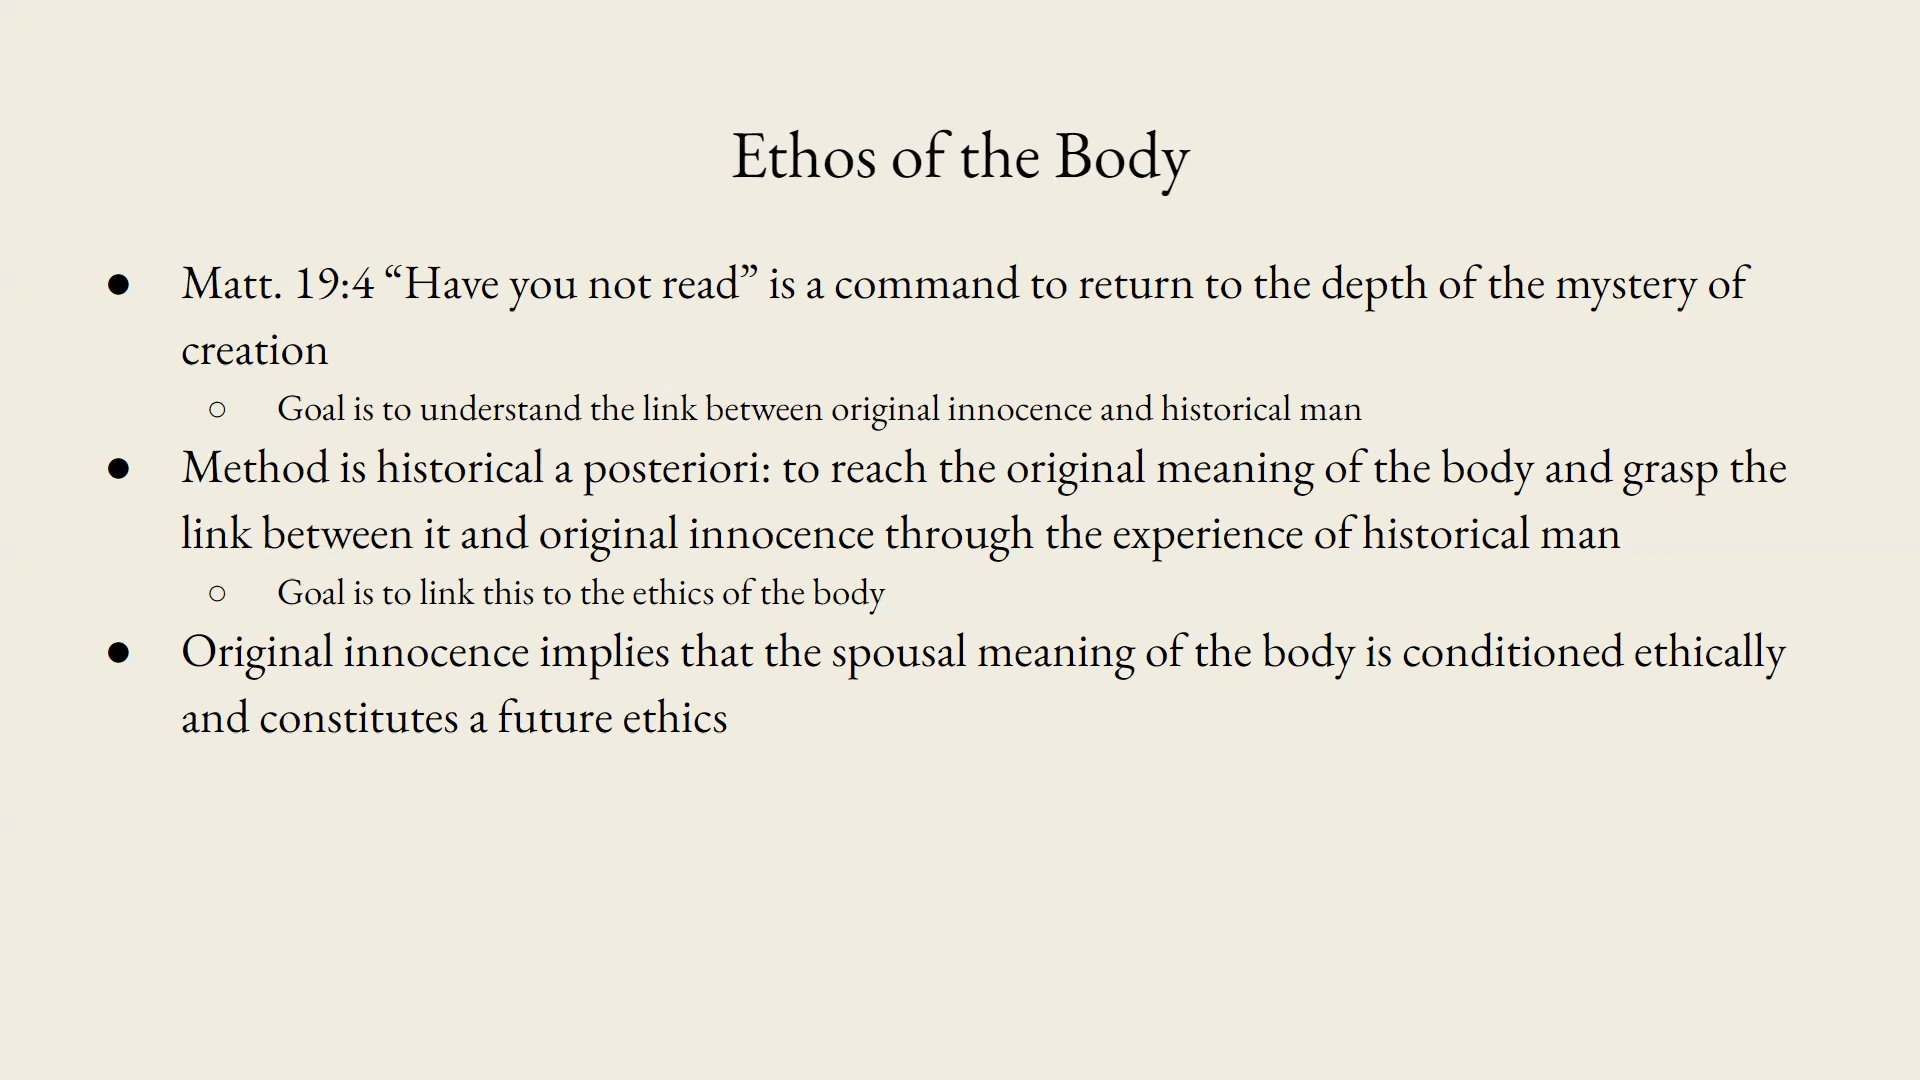 Ethos of the Body
● Matt. 19:4 “Have you not read” is a command to return to the depth of the mystery of
creation
○ Goal is to understand the link between original innocence and historical man
● Method is historical a posteriori: to reach the original meaning of the body and grasp the
link between it and original innocence through the experience of historical man
○ Goal is to link this to the ethics of the body
● Original innocence implies that the spousal meaning of the body is conditioned ethically
and constitutes a future ethics